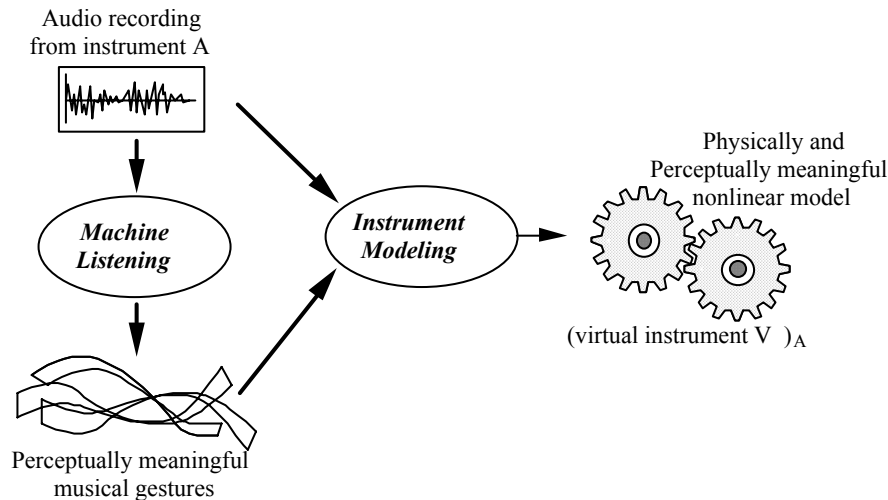 Audio recording
from instrument A
Machine
Listening
Perceptually meaningful
musical gestures
Instrument
Modeling
Physically and
Perceptually meaningful
nonlinear model
(virtual instrument V )A